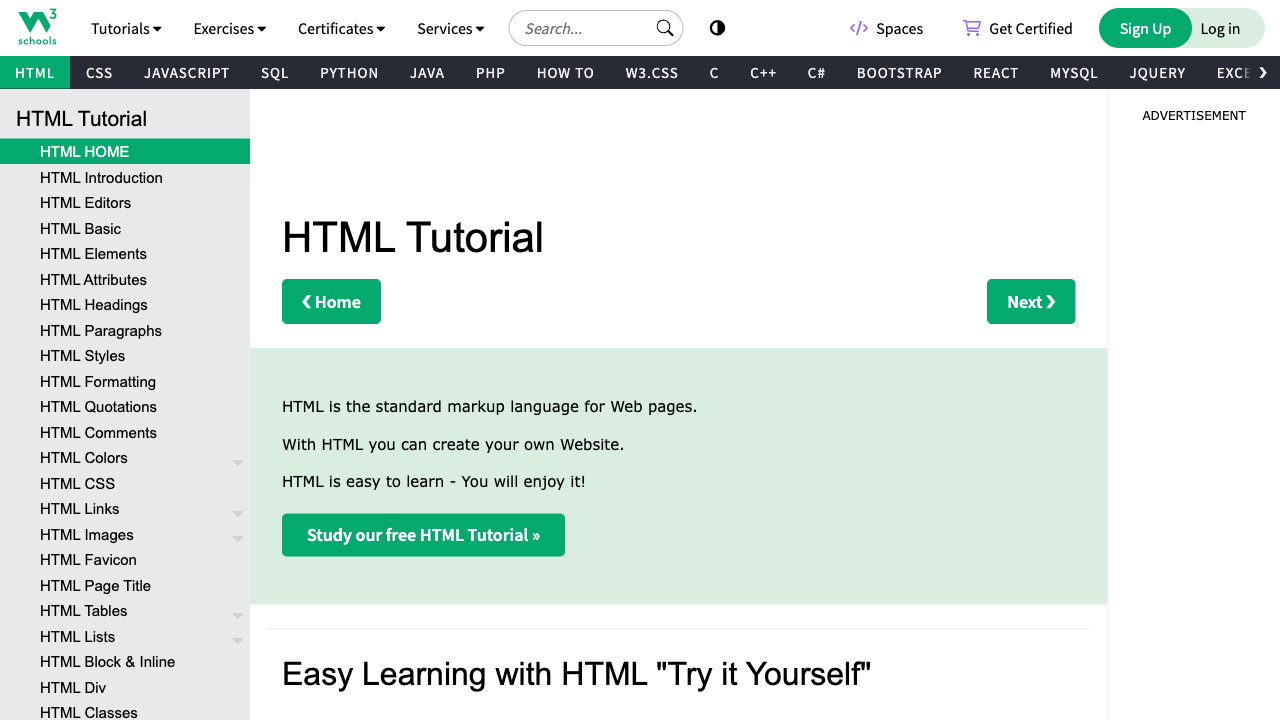 W3 schools
Tutorials Exercises Certificates Services Search... Spaces Get Certified Sign Up Log in
HTML CSS JAVASCRIPT SQL PYTHON JAVA PHP HOW TO W3.CSS C C++ C# BOOTSTRAP REACT MYSQL JQUERY EXCE ❯
HTML Tutorial
HTML HOME
HTML Introduction
HTML Editors
HTML Basic
HTML Elements
HTML Attributes
HTML Headings
HTML Paragraphs
HTML Styles
HTML Formatting
HTML Quotations
HTML Comments
HTML Colors
HTML CSS
HTML Links
HTML Images
HTML Favicon
HTML Page Title
HTML Tables
HTML Lists
HTML Block & Inline
HTML Div
HTML Classes
HTML Tutorial
❮ Home Next ❯
HTML is the standard markup language for Web pages.
With HTML you can create your own Website.
HTML is easy to learn - You will enjoy it!
Study our free HTML Tutorial »
Easy Learning with HTML "Try it Yourself"
ADVERTISEMENT